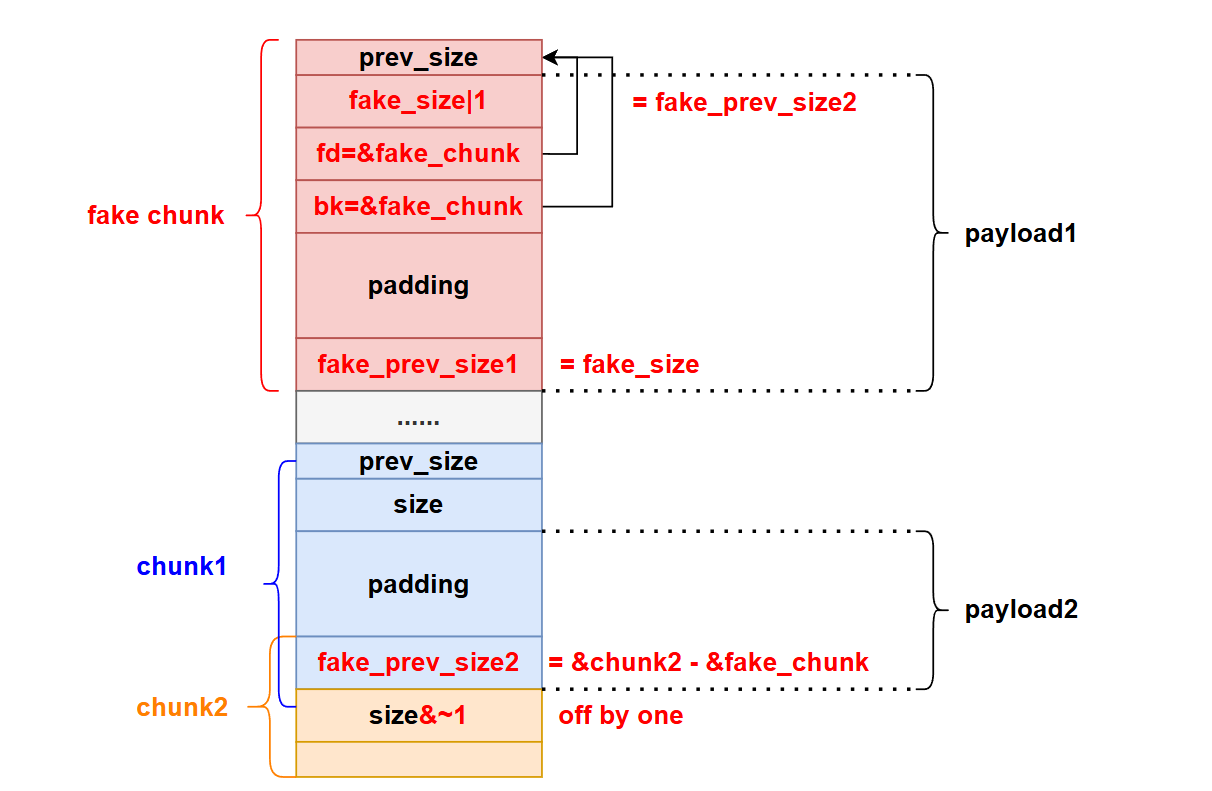 prev_size
fake_size|1
= fake_prev_size2
fd=&fake_chunk
bk=&fake_chunk
fake chunk
payload1
padding
fake_prev_size1
= fake_size
......
prev_size
size
chunk1
padding
payload2
fake_prev_size2
= &chunk2 - &fake_chunk
chunk2
size&~1
off by one